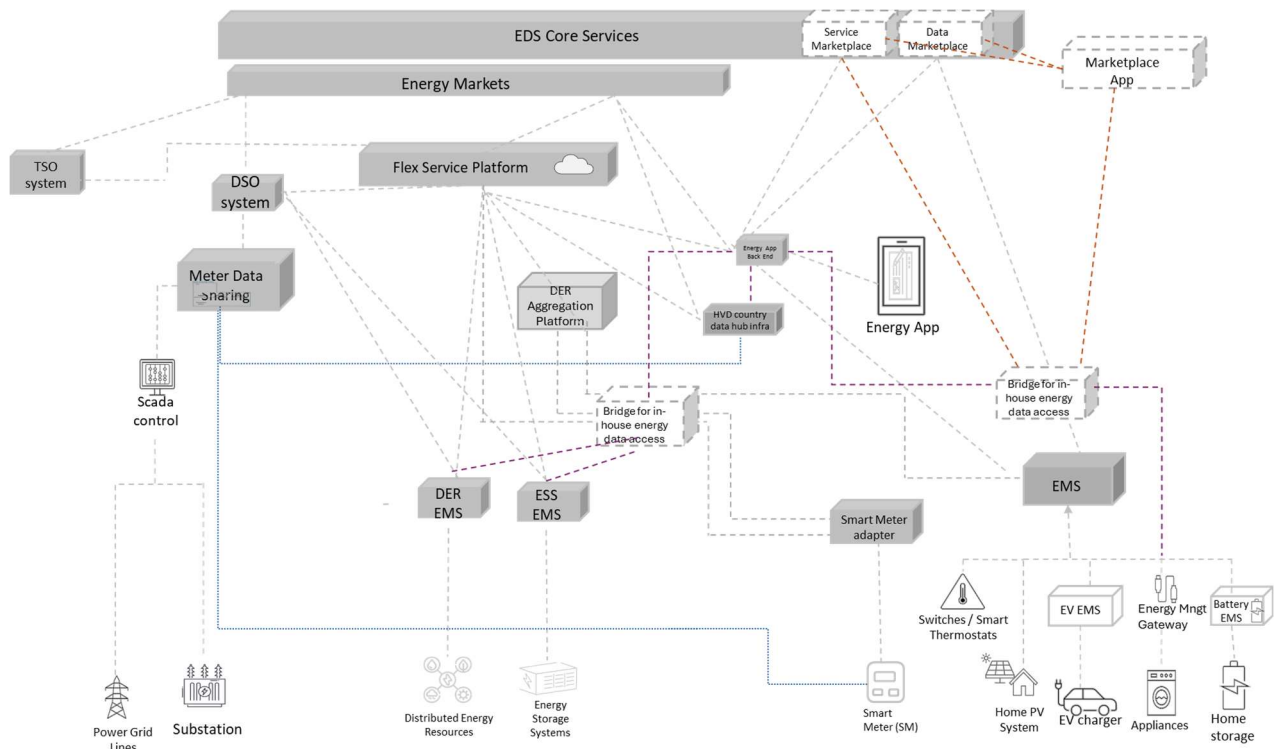 EDS Core Services
Service
Marketplace
Data
Marketplace
Marketplace
App
Energy Markets
TSO
system
Flex Service Platform
DSO
system
Energy App
Back End
Meter Data
Sharing
DER
Aggregation
Platform
HVD country
data hub infra
Energy App
Scada
control
Bridge for in-
house energy
data access
Bridge for in-
house energy
data access
DER
EMS
ESS
EMS
EMS
Smart Meter
adapter
Switches / Smart
Thermostats
EV EMS
Energy Mngt
Gateway
Battery
EMS
Power Grid
Lines
Substation
Distributed Energy
Resources
Energy
Storage
Systems
Smart
Meter (SM)
Home PV
System
EV charger
Appliances
Home
storage